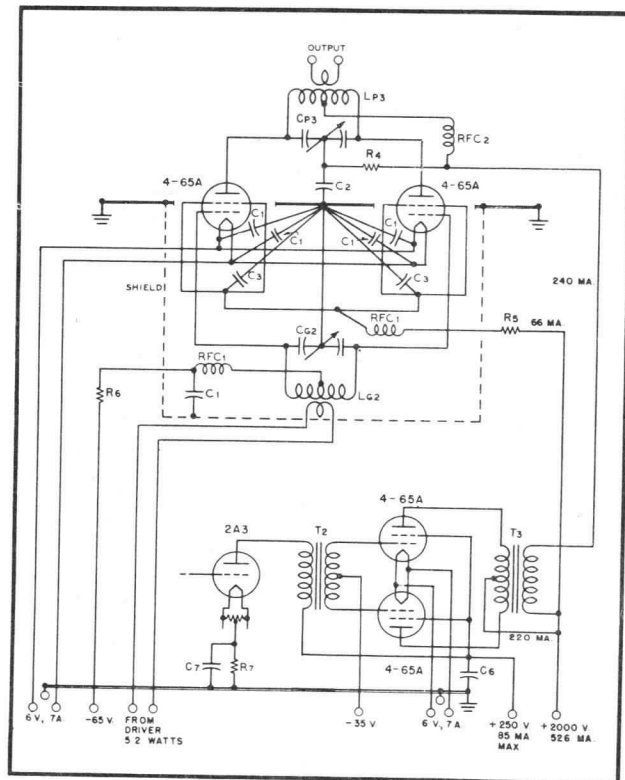 OUTPUT
LP3
CP3
RFC2
R4
4-65A
C2
4-65A
C1
C1
C1
C1
C3
C3
240 MA.
SHIELD
RFC1
R5
66 MA.
CG2
RFC1
R6
C1
LG2
4-65A
2A3
T2
T3
220 MA.
4-65A
C7
R7
C6
6 V, 7 A.
-65 V.
FROM
DRIVER
5.2 WATTS
-35 V.
6 V, 7 A.
+250 V.
85 MA
MAX
+2000 V.
526 MA.